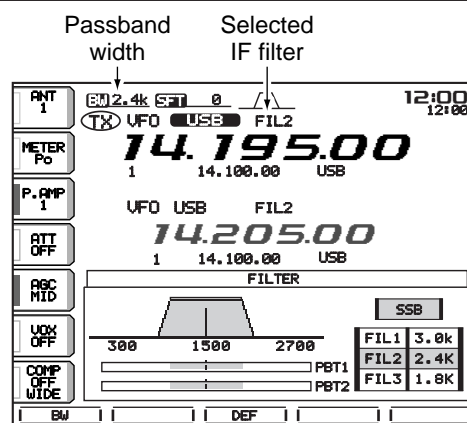 Passband width
Selected IF filter
ANT 1
BW 2.4k SFT 0
12:00
12:00
TX VFO USB FIL2
METER Po
14.195.00
1 14.100.00 USB
P.AMP 1
VFO USB FIL2
ATT OFF
14.205.00
1 14.100.00 USB
FILTER
AGC MID
SSB
VOX OFF
300 1500 2700
FIL1 3.0k
FIL2 2.4K
FIL3 1.8K
PBT1
PBT2
COMP OFF WIDE
BW DEF